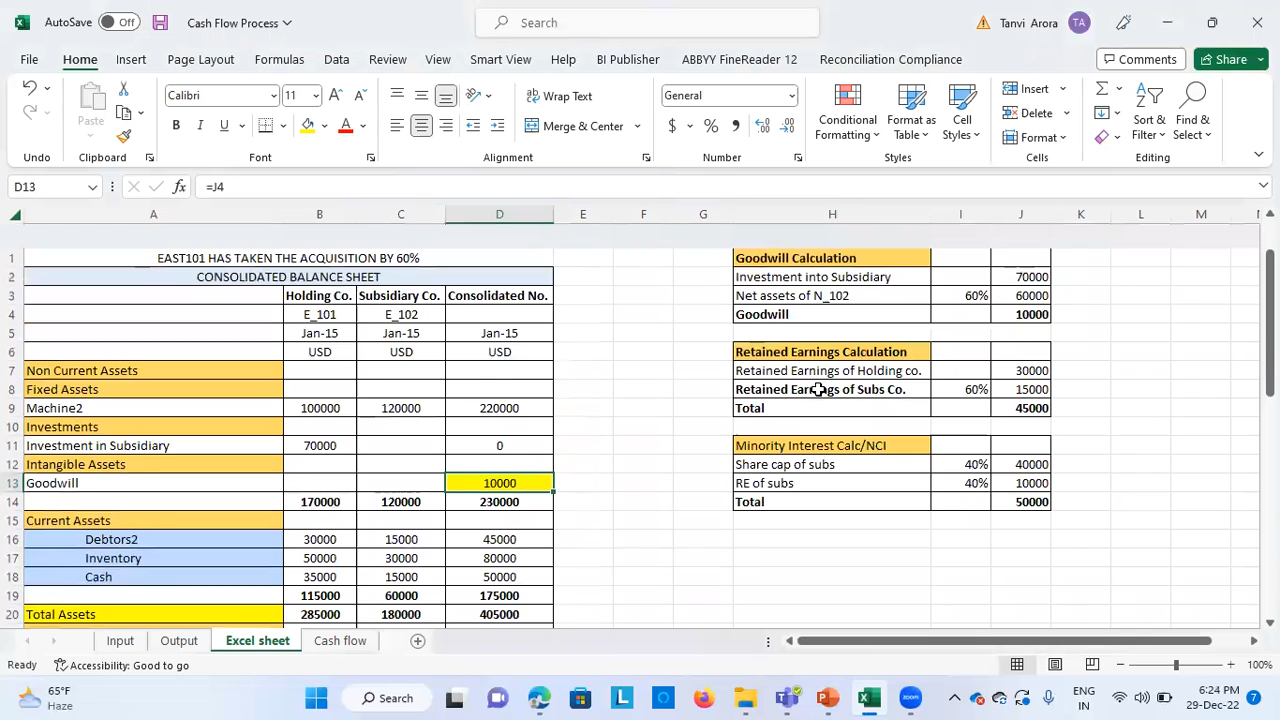 AutoSave Off Cash Flow Process Search Tanvi Arora TA
File Home Insert Page Layout Formulas Data Review View Smart View Help BI Publisher ABBYY FineReader 12 Reconciliation Compliance Comments Share
Calibri 11 Wrap Text General Insert
Paste B I U Merge & Center $ % Conditional Formatting Format as Table Cell Styles Delete Sort & Filter Find & Select
Format
Undo Clipboard Font Alignment Number Styles Cells Editing
D13 fx =J4
A B C D E F G H I J K L M
1 EAST101 HAS TAKEN THE ACQUISITION BY 60% Goodwill Calculation
2 CONSOLIDATED BALANCE SHEET Investment into Subsidiary 70000
3 Holding Co. Subsidiary Co. Consolidated No. Net assets of N_102 60% 60000
4 E_101 E_102 Goodwill 10000
5 Jan-15 Jan-15 Jan-15
6 USD USD USD Retained Earnings Calculation
7 Non Current Assets Retained Earnings of Holding co. 30000
8 Fixed Assets Retained Earnings of Subs Co. 60% 15000
9 Machine2 100000 120000 220000 Total 45000
10 Investments
11 Investment in Subsidiary 70000 0 Minority Interest Calc/NCI
12 Intangible Assets Share cap of subs 40% 40000
13 Goodwill 10000 RE of subs 40% 10000
14 170000 120000 230000 Total 50000
15 Current Assets
16 Debtors2 30000 15000 45000
17 Inventory 50000 30000 80000
18 Cash 35000 15000 50000
19 115000 60000 175000
20 Total Assets 285000 180000 405000
Input Output Excel sheet Cash flow
Ready Accessibility: Good to go 100%
65°F Haze Search ENG IN 6:24 PM 29-Dec-22 7